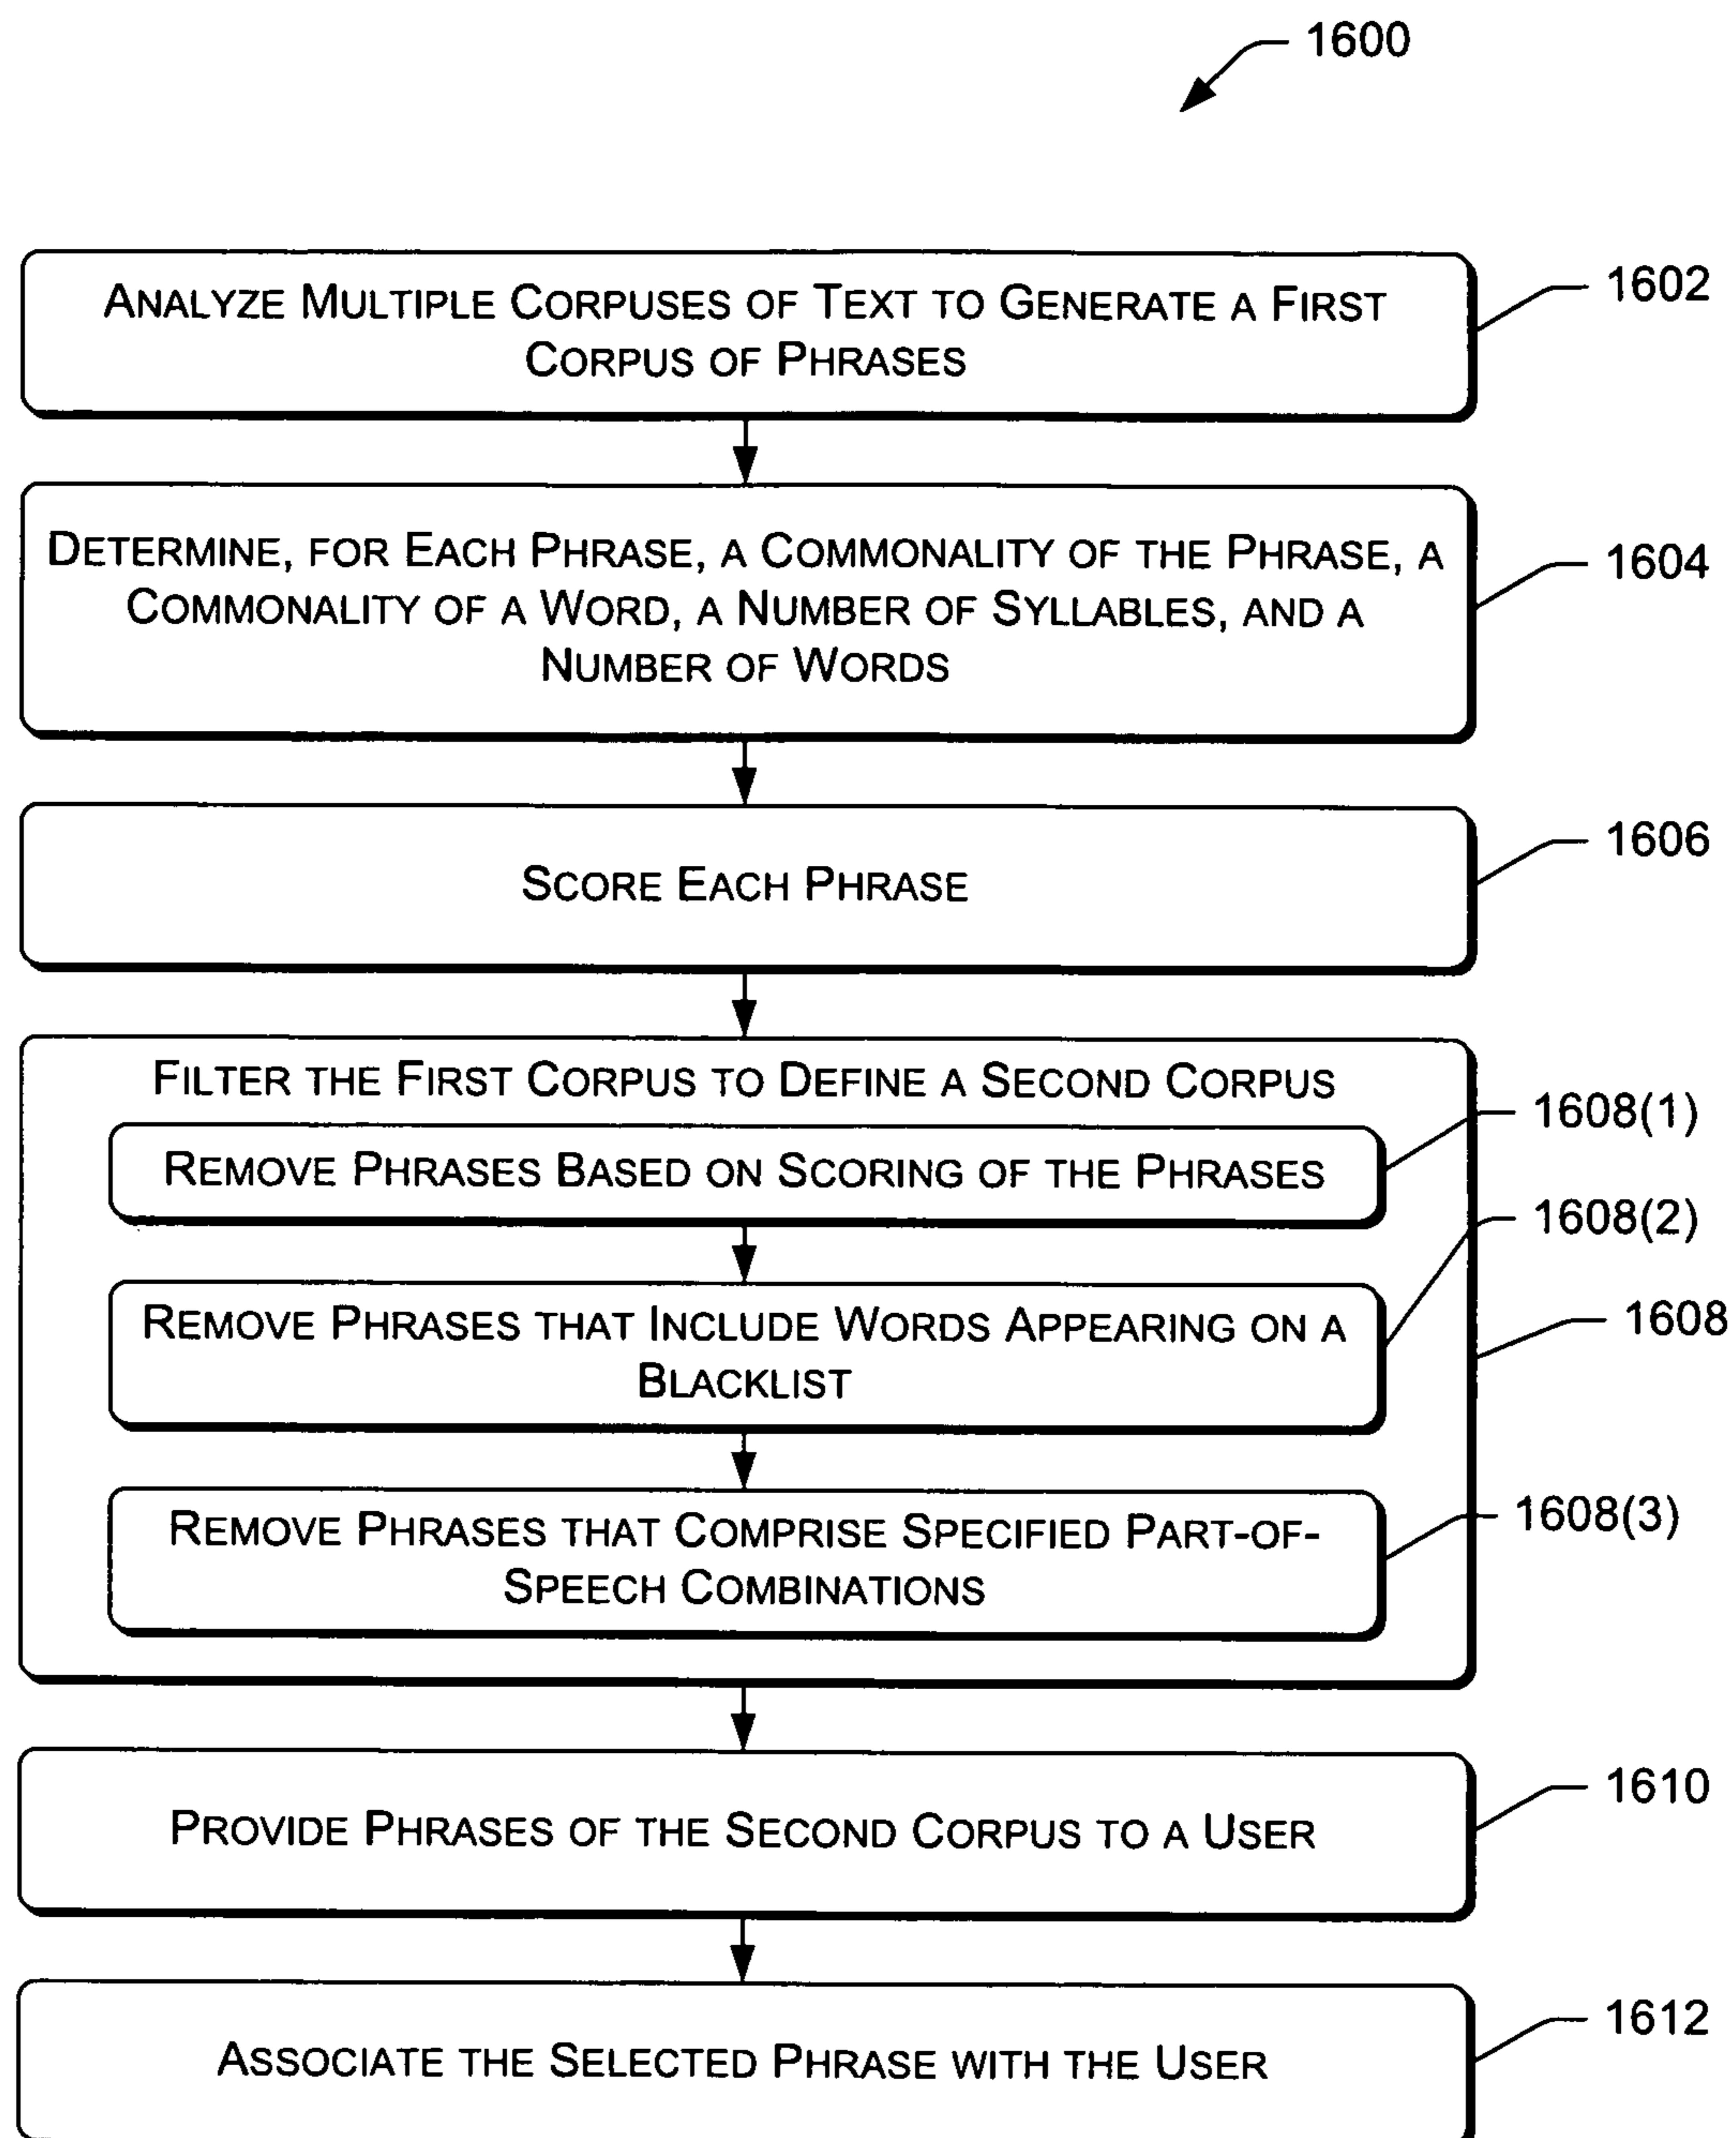 1600
ANALYZE MULTIPLE CORPUSES OF TEXT TO GENERATE A FIRST
CORPUS OF PHRASES
1602
DETERMINE, FOR EACH PHRASE, A COMMONALITY OF THE PHRASE, A
COMMONALITY OF A WORD, A NUMBER OF SYLLABLES, AND A
NUMBER OF WORDS
1604
SCORE EACH PHRASE
1606
FILTER THE FIRST CORPUS TO DEFINE A SECOND CORPUS
REMOVE PHRASES BASED ON SCORING OF THE PHRASES
1608(1)
REMOVE PHRASES THAT INCLUDE WORDS APPEARING ON A
BLACKLIST
1608(2)
1608
REMOVE PHRASES THAT COMPRISE SPECIFIED PART-OF-
SPEECH COMBINATIONS
1608(3)
PROVIDE PHRASES OF THE SECOND CORPUS TO A USER
1610
ASSOCIATE THE SELECTED PHRASE WITH THE USER
1612